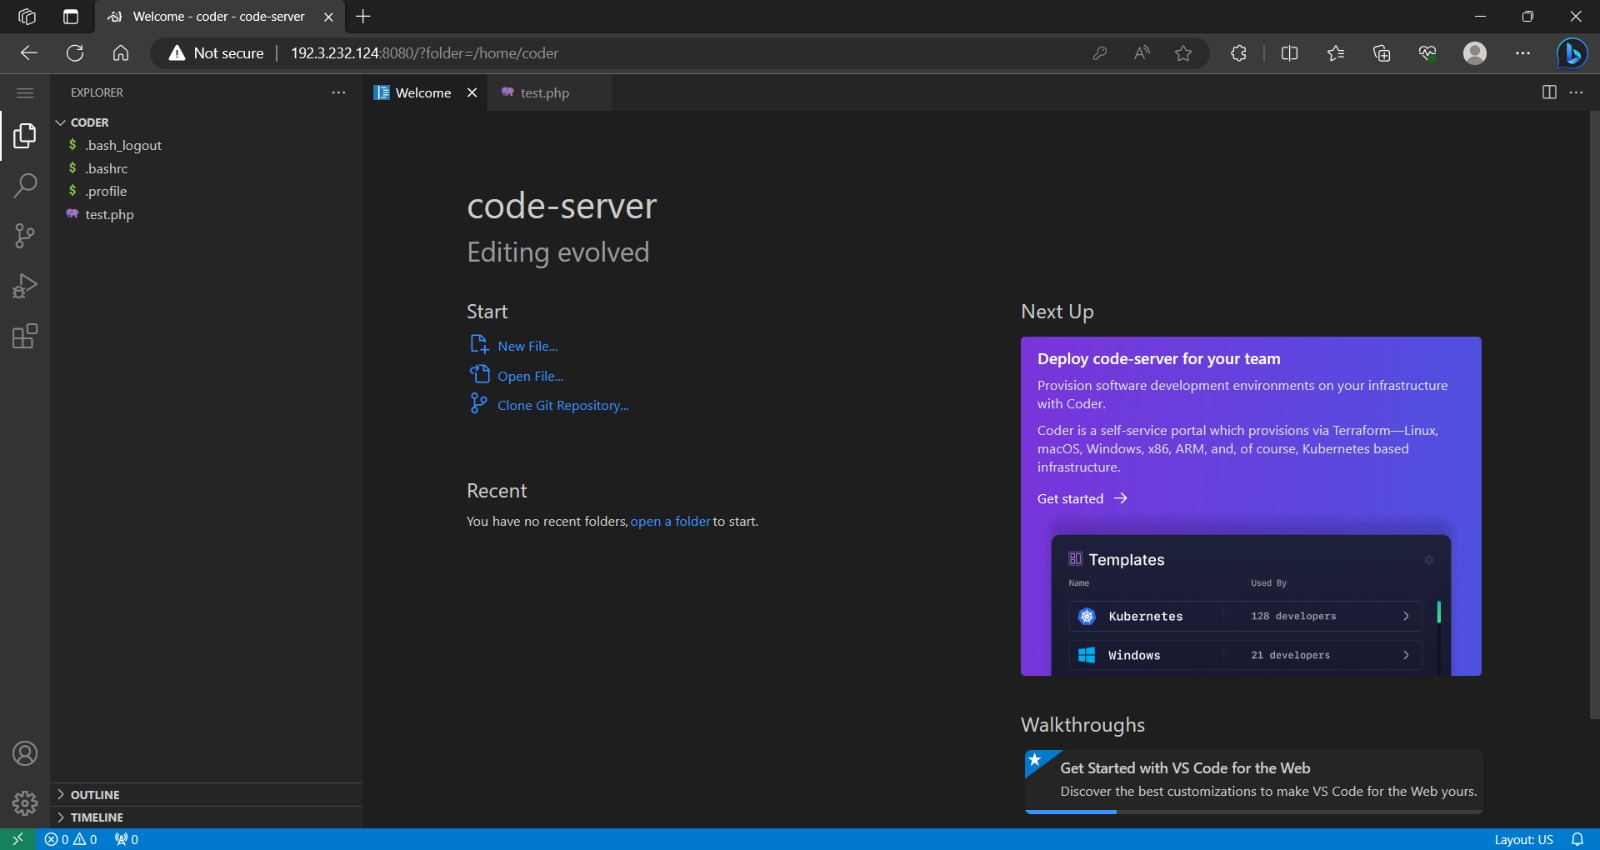 Welcome - coder - code-server
Not secure
192.3.232.124:8080/?folder=/home/coder
EXPLORER
Welcome
test.php
CODER
$ .bash_logout
$ .bashrc
$ .profile
test.php
code-server
Editing evolved
Start
New File...
Open File...
Clone Git Repository...
Recent
You have no recent folders, open a folder to start.
Next Up
Deploy code-server for your team
Provision software development environments on your infrastructure
with Coder.
Coder is a self-service portal which provisions via Terraform—Linux,
macOS, Windows, x86, ARM, and, of course, Kubernetes based
infrastructure.
Get started
Templates
Name Used By
Kubernetes 128 developers
Windows 21 developers
Walkthroughs
Get Started with VS Code for the Web
Discover the best customizations to make VS Code for the Web yours.
OUTLINE
TIMELINE
0 0 0
Layout: US